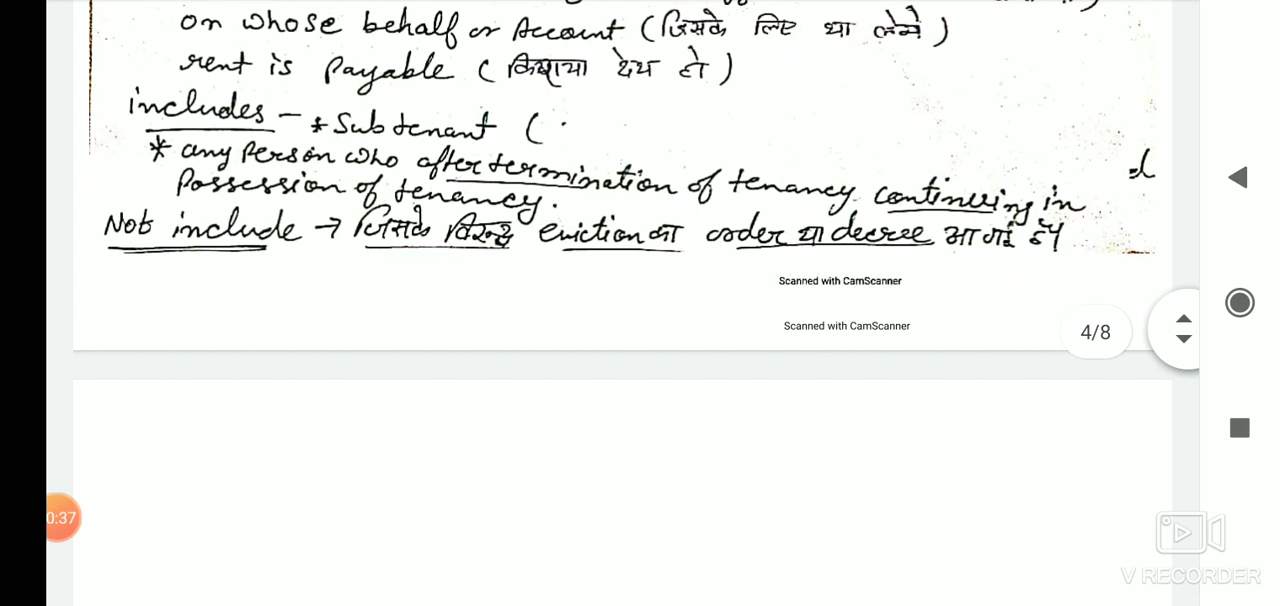 on whose behalf or Account (जिसके लिए या लेखे)
rent is payable (किराया देय हो)
includes - * Subtenant (
* any Person who after termination of tenancy continuing in
Possession of tenancy.
Not include → जिसके विरुद्ध eviction का order या decree आ गई है
Scanned with CamScanner
Scanned with CamScanner
4/8
0:37
V RECORDER